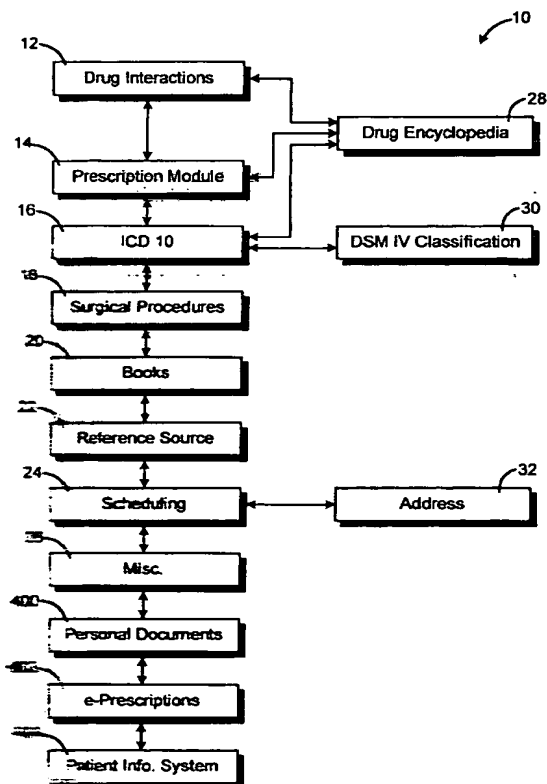 10
12
Drug Interactions
28
Drug Encyclopedia
14
Prescription Module
16
ICD 10
30
DSM IV Classification
Surgical Procedures
20
Books
Reference Source
24
Scheduling
32
Address
Misc.
400
Personal Documents
e-Prescriptions
Patient Info. System